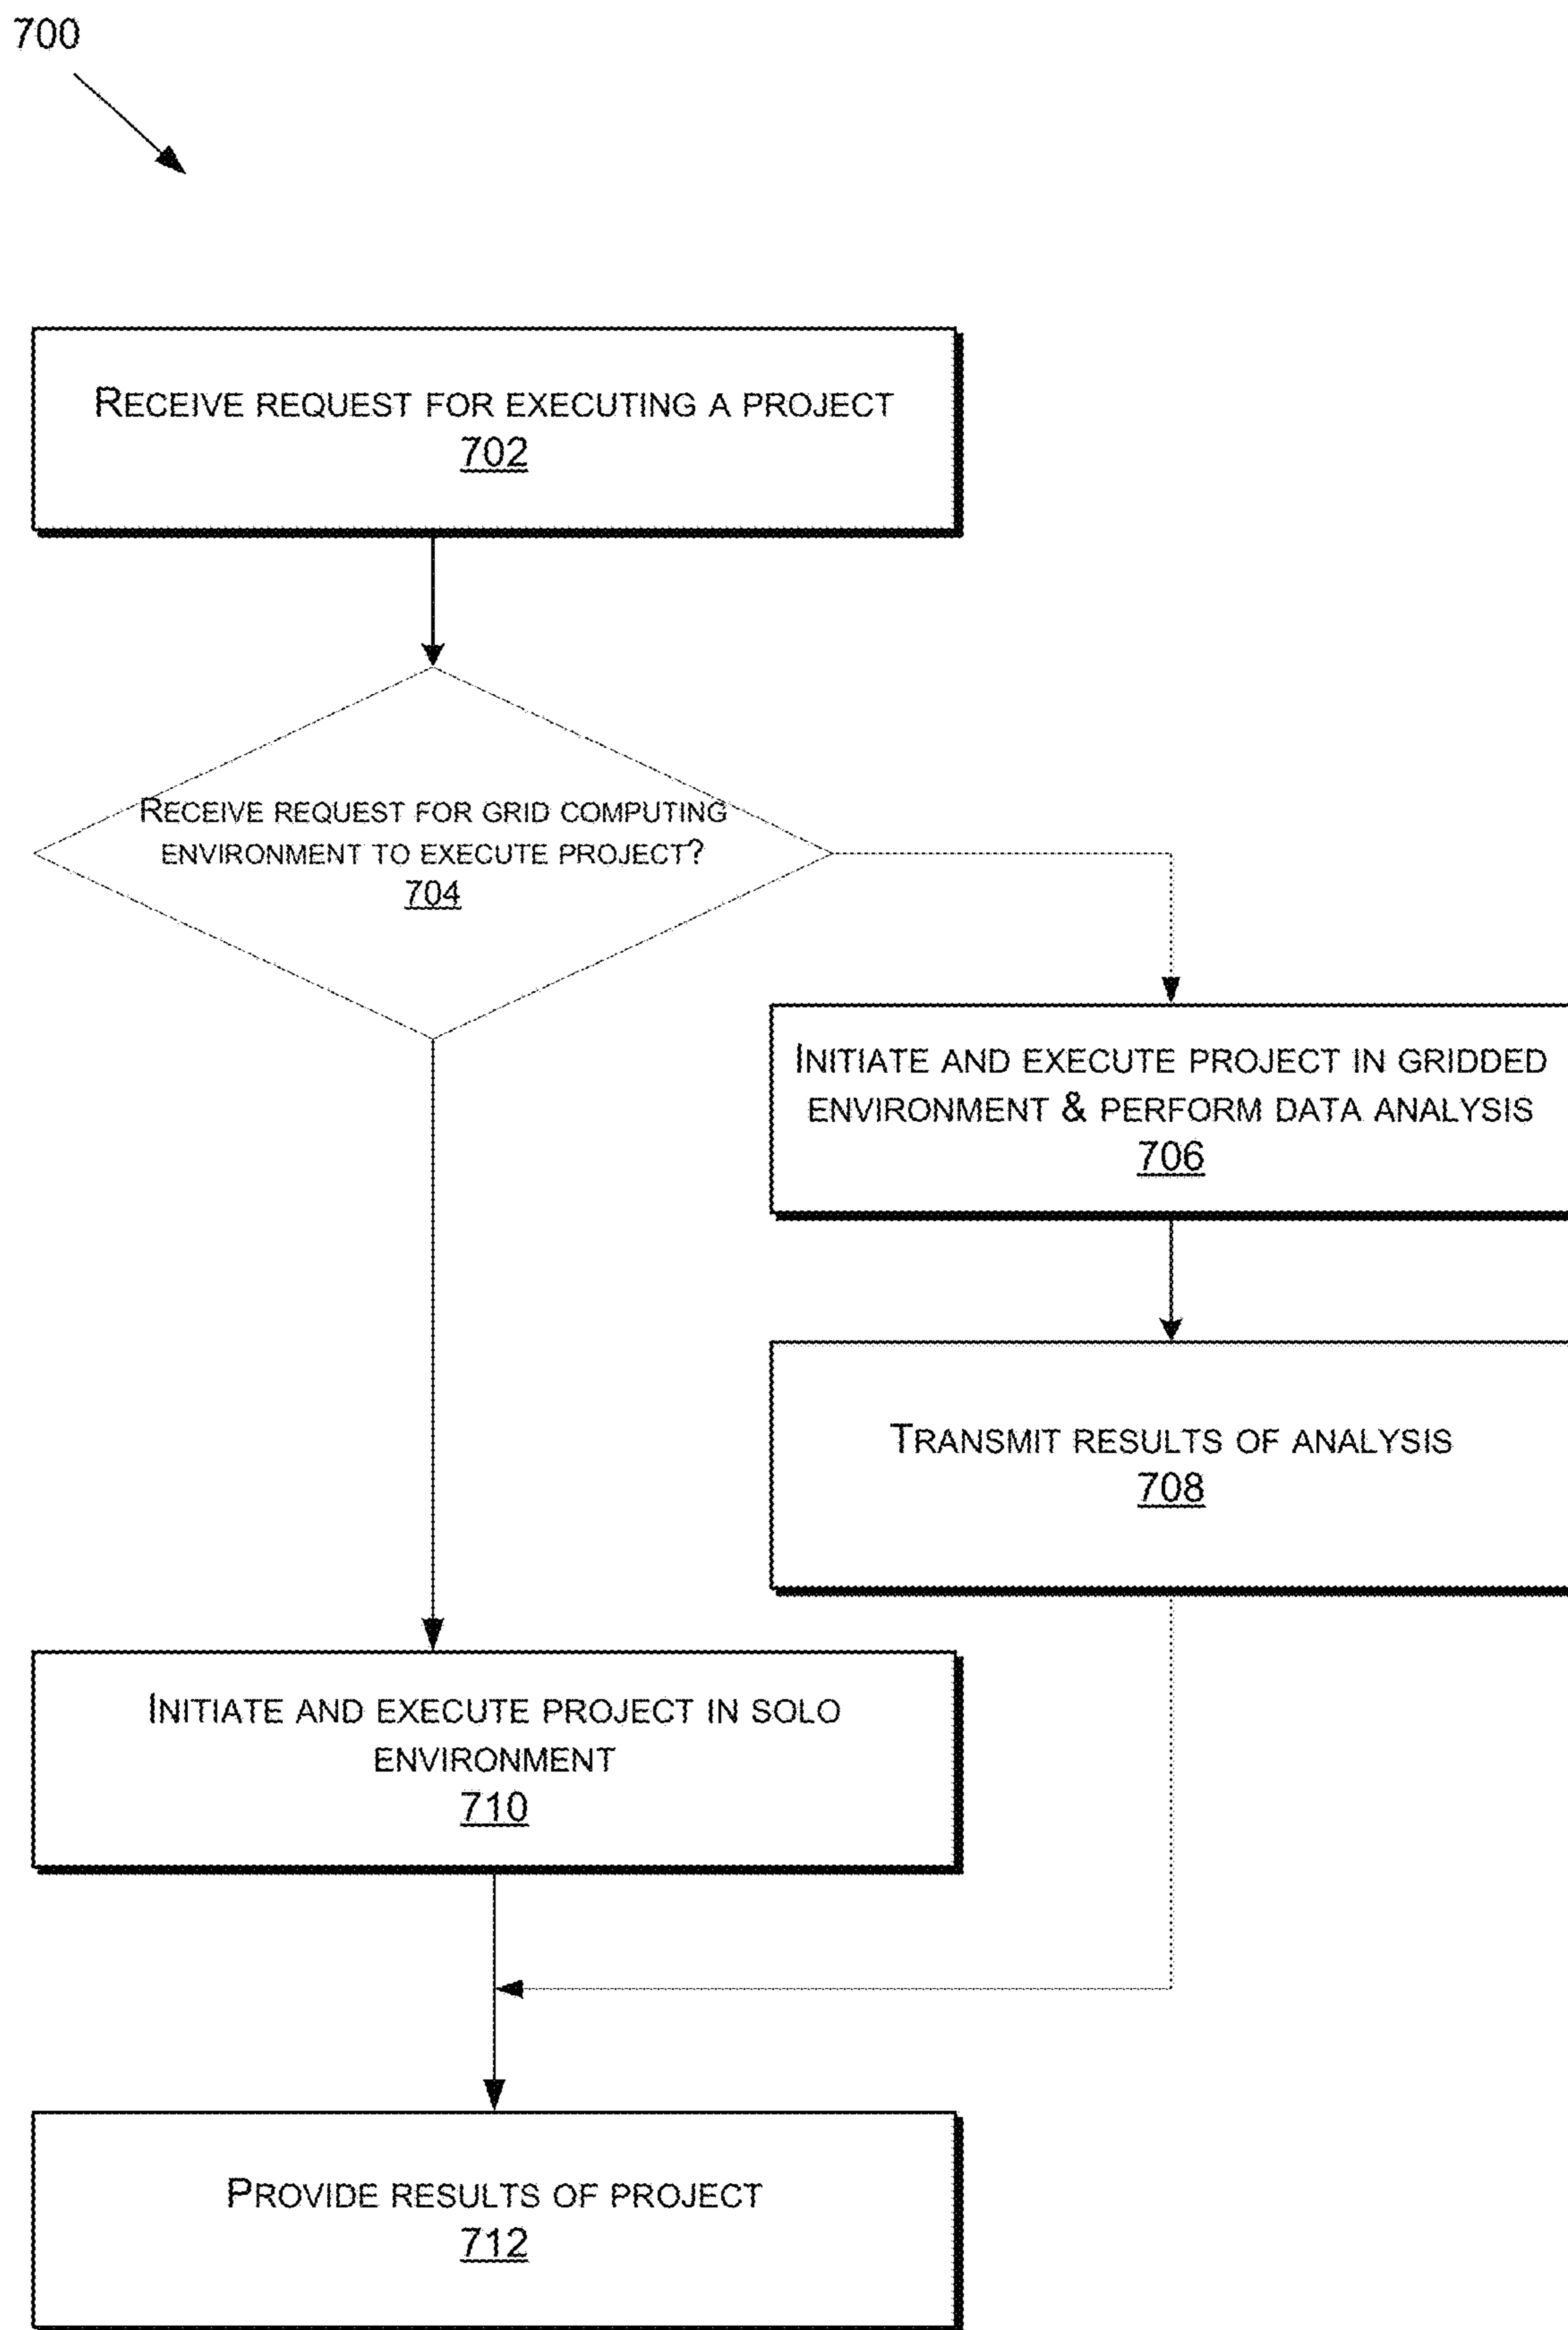 700
RECEIVE REQUEST FOR EXECUTING A PROJECT
702
RECEIVE REQUEST FOR GRID COMPUTING
ENVIRONMENT TO EXECUTE PROJECT?
704
INITIATE AND EXECUTE PROJECT IN GRIDDED
ENVIRONMENT & PERFORM DATA ANALYSIS
706
TRANSMIT RESULTS OF ANALYSIS
708
INITIATE AND EXECUTE PROJECT IN SOLO
ENVIRONMENT
710
PROVIDE RESULTS OF PROJECT
712